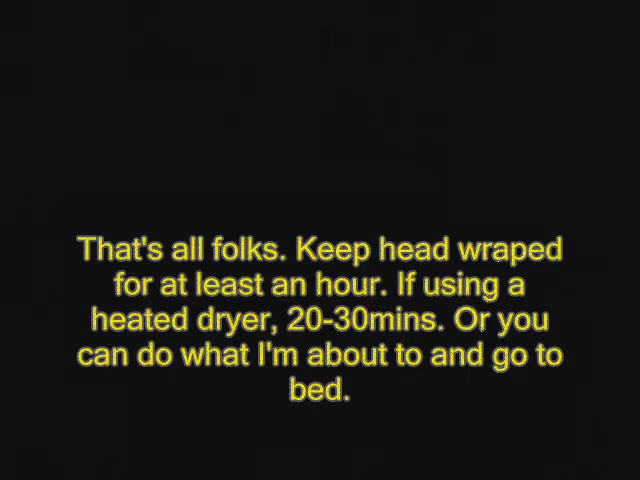 That's all folks. Keep head wraped
for at least an hour. If using a
heated dryer, 20-30mins. Or you
can do what I'm about to and go to
bed.